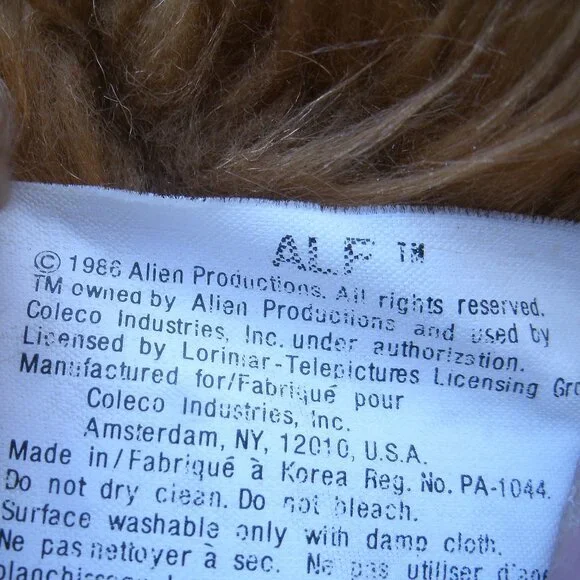 ALF ™
© 1986 Alien Productions. All rights reserved.
TM owned by Alien Productions and used by
Coleco Industries, Inc. under authorization.
Licensed by Lorimar-Telepictures Licensing Gro
Manufactured for/Fabriqué pour
Coleco Industries, Inc.
Amsterdam, NY, 12010, U.S.A.
Made in/Fabriqué à Korea Reg. No. PA-1044.
Do not dry clean. Do not bleach.
Surface washable only with damp cloth.
Ne pas nettoyer à sec. Ne pas utiliser d'ag